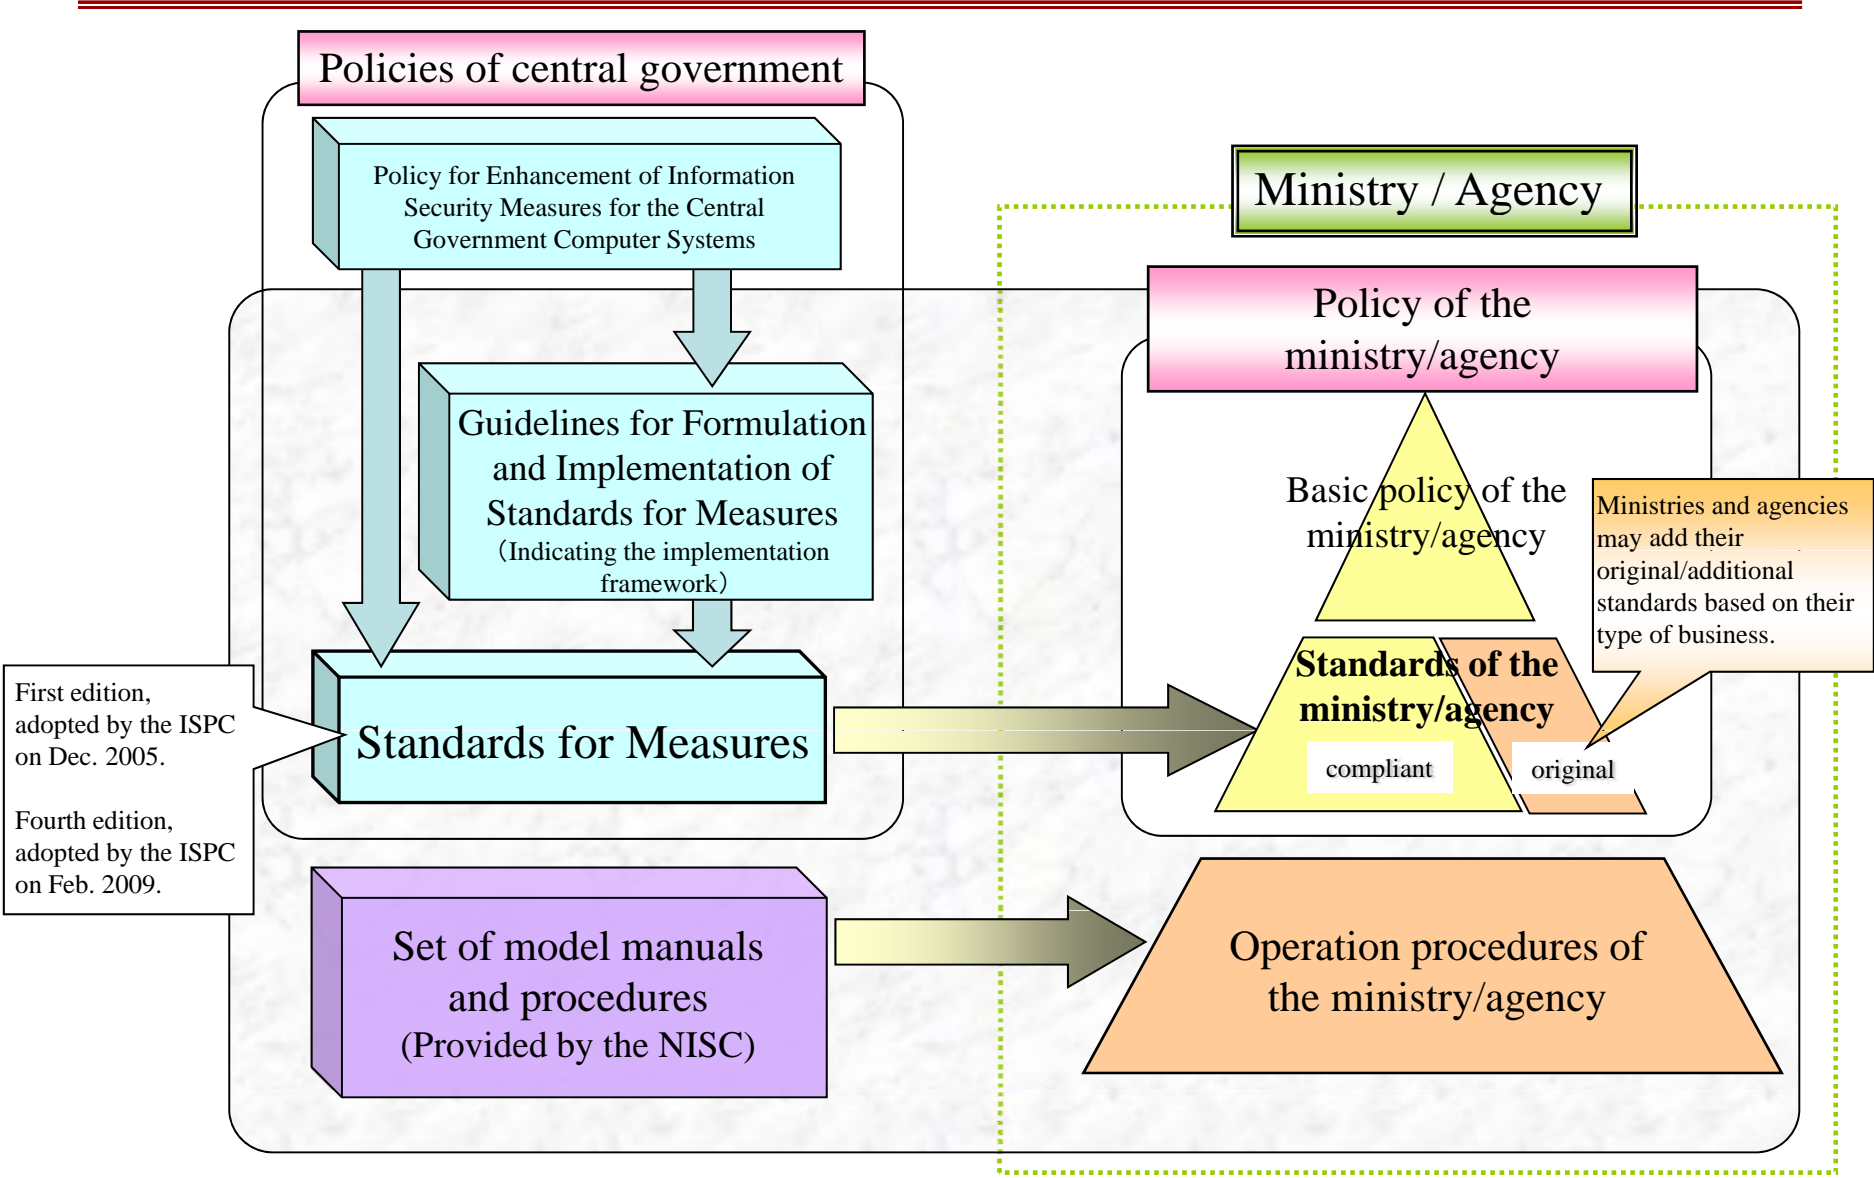 Policies of central government
Policy for Enhancement of Information
Security Measures for the Central
Government Computer Systems
Guidelines for Formulation
and Implementation of
Standards for Measures
（Indicating the implementation
framework）
Standards for Measures
First edition,
adopted by the ISPC
on Dec. 2005.
Fourth edition,
adopted by the ISPC
on Feb. 2009.
Set of model manuals
and procedures
(Provided by the NISC)
Ministry / Agency
Policy of the
ministry/agency
Basic policy of the
ministry/agency
Ministries and agencies
may add their
original/additional
standards based on their
type of business.
Standards of the
ministry/agency
compliant
original
Operation procedures of
the ministry/agency